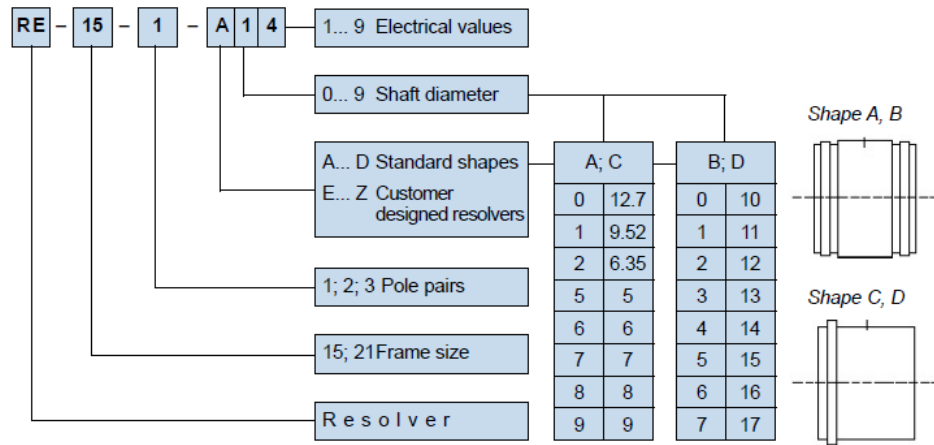 RE – 15 – 1 – A 1 4
1... 9 Electrical values
0... 9 Shaft diameter
A... D Standard shapes
E... Z Customer
designed resolvers
1; 2; 3 Pole pairs
15; 21 Frame size
R e s o l v e r
A; C
0 12.7
1 9.52
2 6.35
5 5
6 6
7 7
8 8
9 9
B; D
0 10
1 11
2 12
3 13
4 14
5 15
6 16
7 17
Shape A, B
Shape C, D